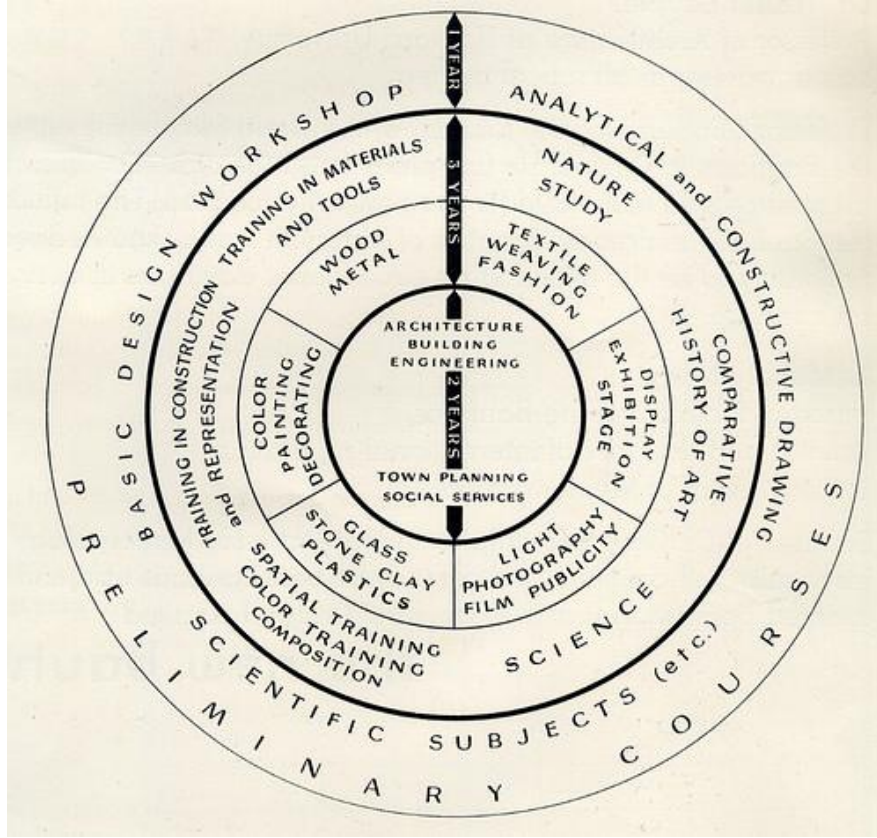 1 YEAR
3 YEARS
2 YEARS
PRELIMINARY COURSES
BASIC DESIGN WORKSHOP
ANALYTICAL and CONSTRUCTIVE DRAWING
SCIENTIFIC SUBJECTS (etc.)
TRAINING IN MATERIALS
AND TOOLS
NATURE
STUDY
COMPARATIVE
HISTORY OF ART
SCIENCE
SPATIAL TRAINING
COLOR TRAINING
COMPOSITION
TRAINING IN CONSTRUCTION
and REPRESENTATION
WOOD
METAL
TEXTILE
WEAVING
FASHION
DISPLAY
EXHIBITION
STAGE
LIGHT
PHOTOGRAPHY
FILM PUBLICITY
GLASS
STONE CLAY
PLASTICS
COLOR
PAINTING
DECORATING
ARCHITECTURE
BUILDING
ENGINEERING
TOWN PLANNING
SOCIAL SERVICES